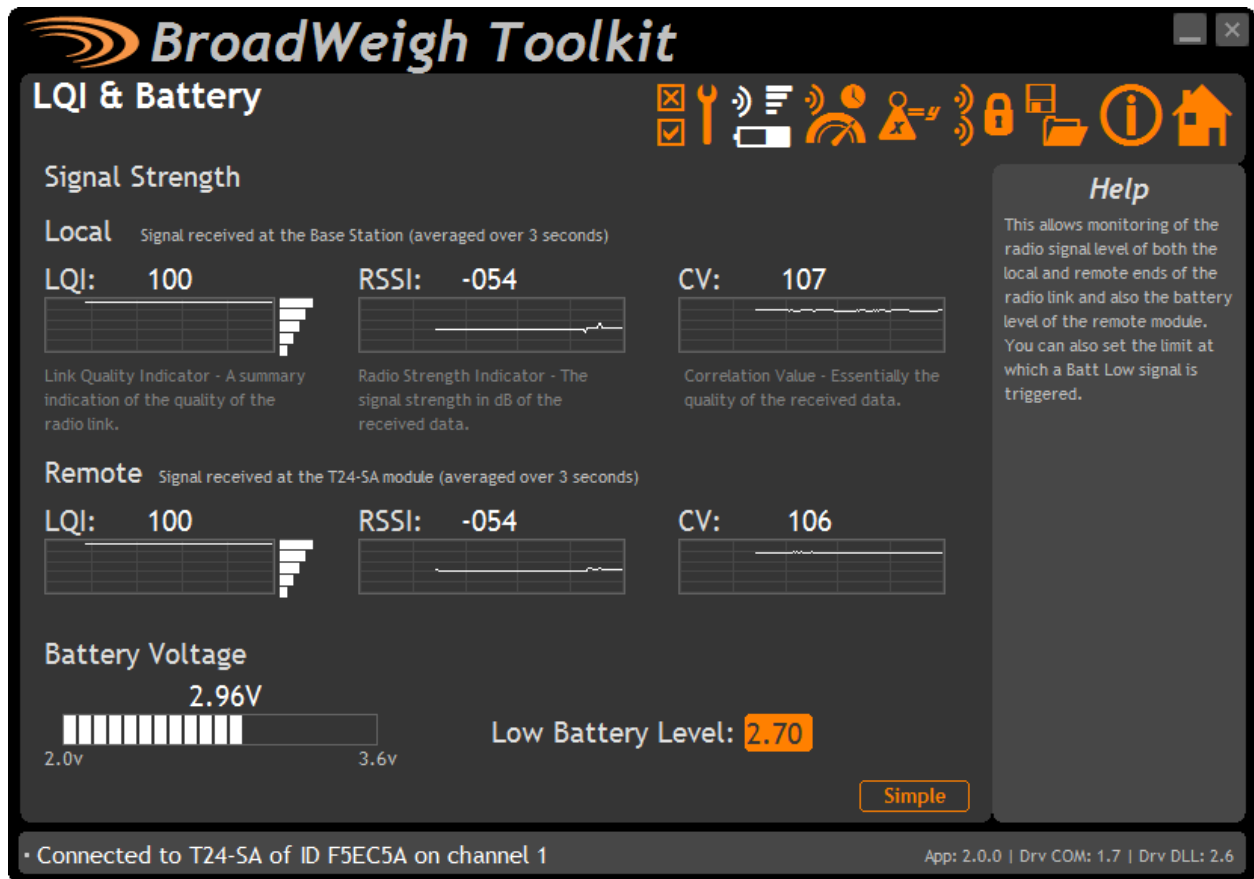 BroadWeigh Toolkit
LQI & Battery
x=y
Signal Strength
Local Signal received at the Base Station (averaged over 3 seconds)
LQI: 100 RSSI: -054 CV: 107
Link Quality Indicator - A summary
indication of the quality of the
radio link.
Radio Strength Indicator - The
signal strength in dB of the
received data.
Correlation Value - Essentially the
quality of the received data.
Remote Signal received at the T24-SA module (averaged over 3 seconds)
LQI: 100 RSSI: -054 CV: 106
Battery Voltage
2.96V
2.0v 3.6v
Low Battery Level: 2.70
Simple
Help
This allows monitoring of the
radio signal level of both the
local and remote ends of the
radio link and also the battery
level of the remote module.
You can also set the limit at
which a Batt Low signal is
triggered.
Connected to T24-SA of ID F5EC5A on channel 1
App: 2.0.0 | Drv COM: 1.7 | Drv DLL: 2.6